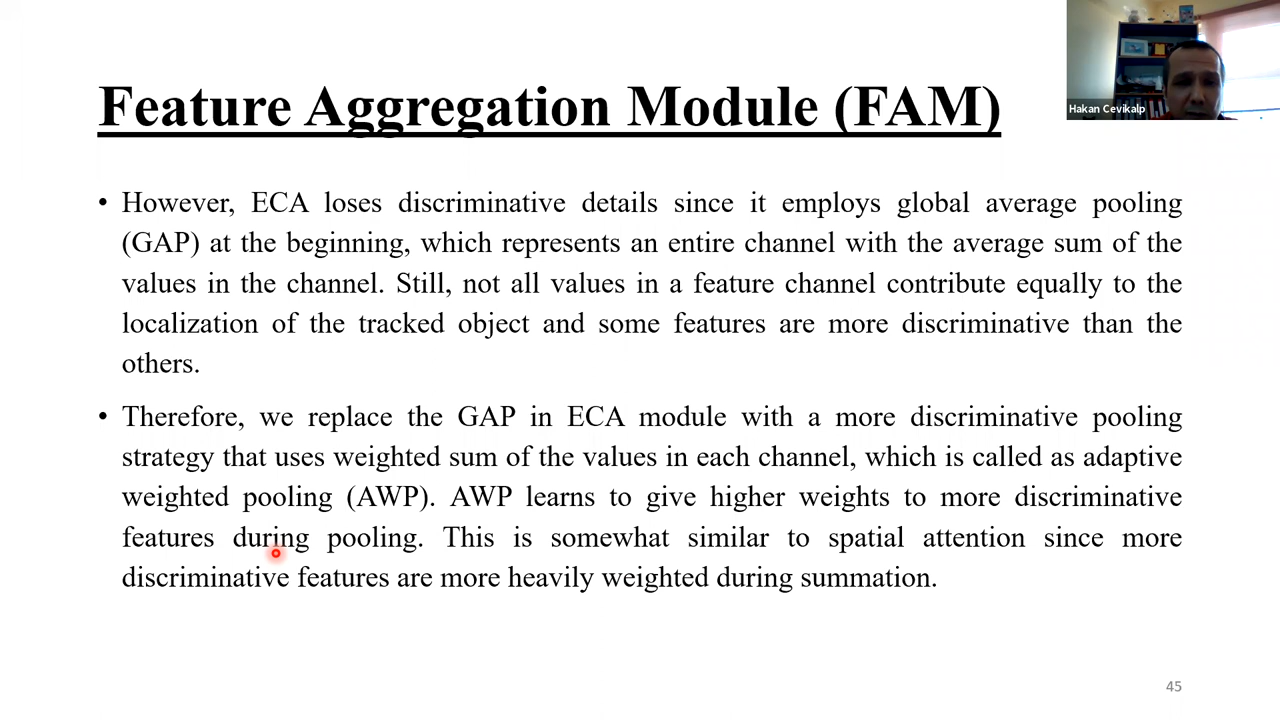 Feature Aggregation Module (FAM)
Hakan Cevikalp
• However, ECA loses discriminative details since it employs global average pooling
(GAP) at the beginning, which represents an entire channel with the average sum of the
values in the channel. Still, not all values in a feature channel contribute equally to the
localization of the tracked object and some features are more discriminative than the
others.
• Therefore, we replace the GAP in ECA module with a more discriminative pooling
strategy that uses weighted sum of the values in each channel, which is called as adaptive
weighted pooling (AWP). AWP learns to give higher weights to more discriminative
features during pooling. This is somewhat similar to spatial attention since more
discriminative features are more heavily weighted during summation.
45